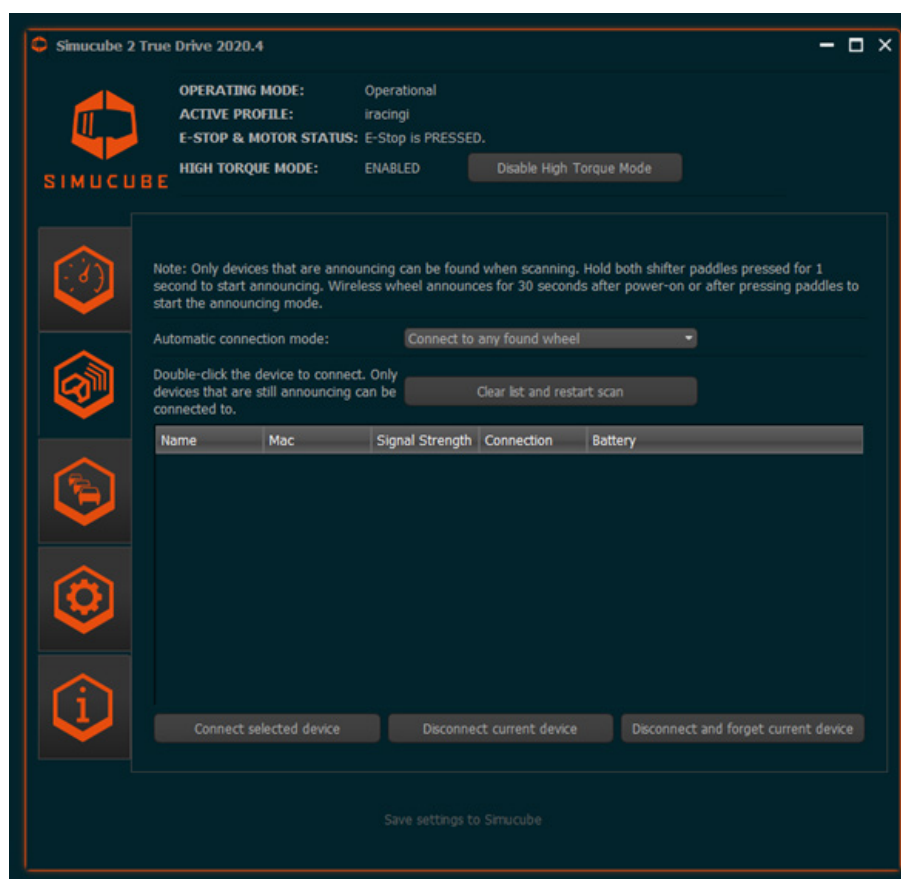 Simucube 2 True Drive 2020.4
OPERATING MODE: Operational
ACTIVE PROFILE: iracingi
E-STOP & MOTOR STATUS: E-Stop is PRESSED.
HIGH TORQUE MODE: ENABLED Disable High Torque Mode
SIMUCUBE
Note: Only devices that are announcing can be found when scanning. Hold both shifter paddles pressed for 1
second to start announcing. Wireless wheel announces for 30 seconds after power-on or after pressing paddles to
start the announcing mode.
Automatic connection mode: Connect to any found wheel
Double-click the device to connect. Only
devices that are still announcing can be
connected to.
Clear list and restart scan
Name Mac Signal Strength Connection Battery
Connect selected device Disconnect current device Disconnect and forget current device
Save settings to Simucube